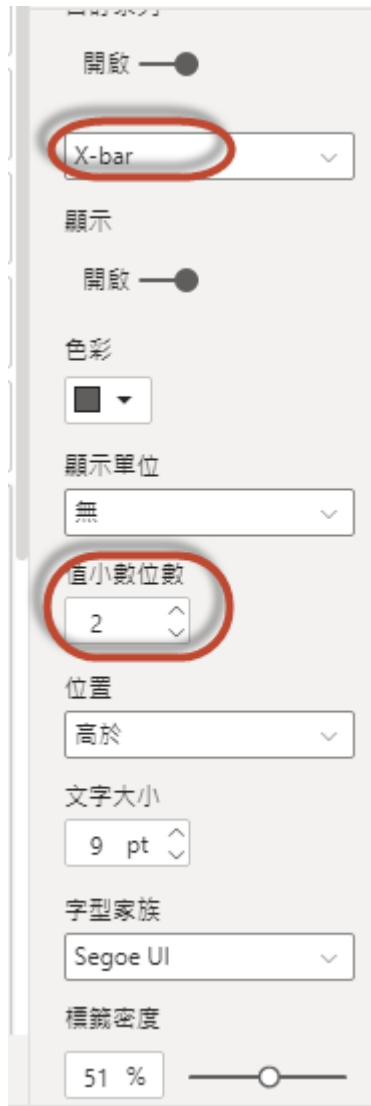 開啟
X-bar
顯示
開啟
色彩
顯示單位
無
值小數位數
2
位置
高於
文字大小
9 pt
字型家族
Segoe UI
標籤密度
51 %